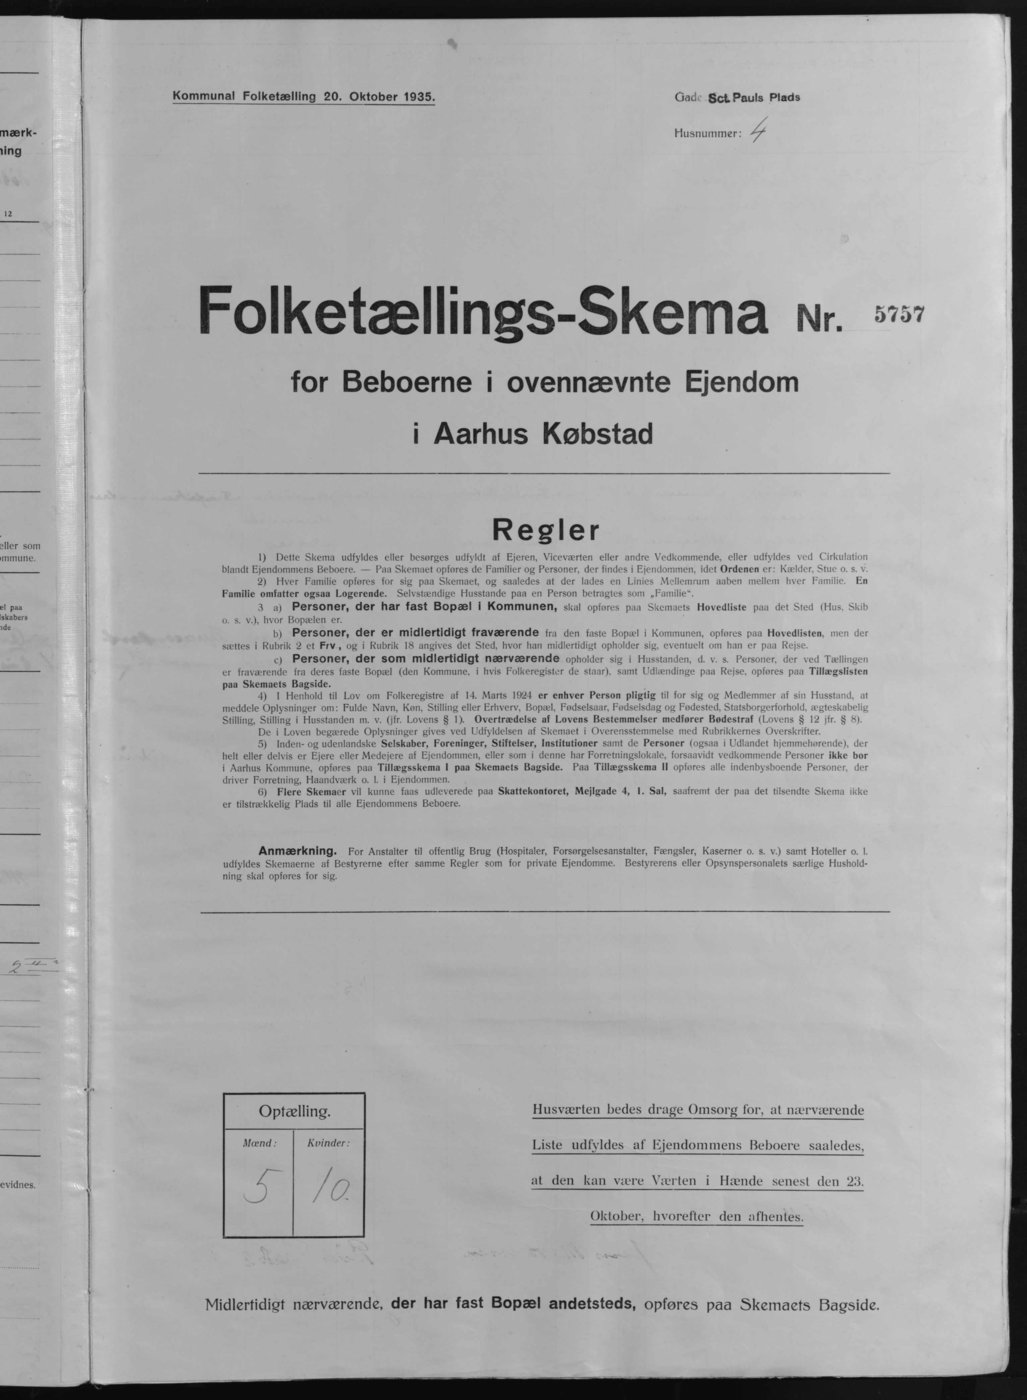 mærk-
ning
12
eller som
ommune.
el paa
lskabers
nde
evidnes.
Kommunal Folketælling 20. Oktober 1935.
Gade Sct. Pauls Plads
Husnummer: 4
Folketællings-Skema Nr. 5757
for Beboerne i ovennævnte Ejendom
i Aarhus Købstad
Regler
1) Dette Skema udfyldes eller besørges udfyldt af Ejeren, Viceværten eller andre Vedkommende, eller udfyldes ved Cirkulation
blandt Ejendommens Beboere. — Paa Skemaet opføres de Familier og Personer, der findes i Ejendommen, idet Ordenen er: Kælder, Stue o. s. v.
2) Hver Familie opføres for sig paa Skemaet, og saaledes at der lades en Linies Mellemrum aaben mellem hver Familie. En
Familie omfatter ogsaa Logerende. Selvstændige Husstande paa en Person betragtes som „Familie“.
3 a) Personer, der har fast Bopæl i Kommunen, skal opføres paa Skemaets Hovedliste paa det Sted (Hus, Skib
o. s. v.), hvor Bopælen er.
b) Personer, der er midlertidigt fraværende fra den faste Bopæl i Kommunen, opføres paa Hovedlisten, men der
sættes i Rubrik 2 et Frv., og i Rubrik 18 angives det Sted, hvor han midlertidigt opholder sig, eventuelt om han er paa Rejse.
c) Personer, der som midlertidigt nærværende opholder sig i Husstanden, d. v. s. Personer, der ved Tællingen
er fraværende fra deres faste Bopæl (den Kommune, i hvis Folkeregister de staar), samt Udlændinge paa Rejse, opføres paa Tillægslisten
paa Skemaets Bagside.
4) I Henhold til Lov om Folkeregistre af 14. Marts 1924 er enhver Person pligtig til for sig og Medlemmer af sin Husstand, at
meddele Oplysninger om: Fulde Navn, Køn, Stilling eller Erhverv, Bopæl, Fødselsaar, Fødselsdag og Fødested, Statsborgerforhold, ægteskabelig
Stilling, Stilling i Husstanden m. v. (jfr. Lovens § 1). Overtrædelse af Lovens Bestemmelser medfører Bødestraf (Lovens § 12 jfr. § 8).
De i Loven begærede Oplysninger gives ved Udfyldelsen af Skemaet i Overensstemmelse med Rubrikkernes Overskrifter.
5) Inden- og udenlandske Selskaber, Foreninger, Stiftelser, Institutioner samt de Personer (ogsaa i Udlandet hjemmehørende), der
helt eller delvis er Ejere eller Medejere af Ejendommen, eller som i denne har Forretningslokale, forsaavidt vedkommende Personer ikke bor
i Aarhus Kommune, opføres paa Tillægsskema I paa Skemaets Bagside. Paa Tillægsskema II opføres alle indenbysboende Personer, der
driver Forretning, Haandværk o. l. i Ejendommen.
6) Flere Skemaer vil kunne faas udleverede paa Skattekontoret, Mejlgade 4, 1. Sal, saafremt der paa det tilsendte Skema ikke
er tilstrækkelig Plads til alle Ejendommens Beboere.
Anmærkning. For Anstalter til offentlig Brug (Hospitaler, Forsørgelsesanstalter, Fængsler, Kaserner o. s. v.) samt Hoteller o. l.
udfyldes Skemaerne af Bestyrerne efter samme Regler som for private Ejendomme. Bestyrerens eller Opsynspersonalets særlige Hushold-
ning skal opføres for sig.
Optælling.
Mænd: Kvinder:
5 10.
Husværten bedes drage Omsorg for, at nærværende
Liste udfyldes af Ejendommens Beboere saaledes,
at den kan være Værten i Hænde senest den 23.
Oktober, hvorefter den afhentes.
Midlertidigt nærværende, der har fast Bopæl andetsteds, opføres paa Skemaets Bagside.